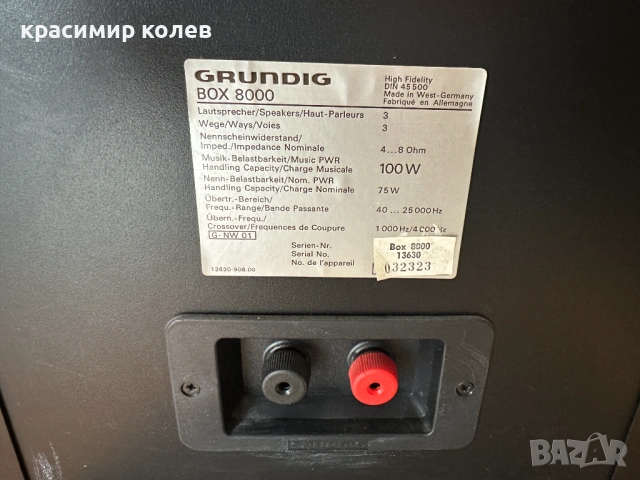 красимир колев
GRUNDIG
BOX 8000
High Fidelity
DIN 45 500
Made in West-Germany
Fabriqué en Allemagne
Lautsprecher/Speakers/Haut-Parleurs 3
Wege/Ways/Voies 3
Nennscheinwiderstand/
Imped./Impedance Nominale 4...8 Ohm
Musik-Belastbarkeit/Music PWR
Handling Capacity/Charge Musicale 100 W
Nenn-Belastbarkeit/Nom. PWR
Handling Capacity/Charge Nominale 75 W
Übertr.-Bereich/
Frequ.-Range/Bande Passante 40 ... 25 000 Hz
Übern.-Frequ./
Crossover/Frequences de Coupure 1 000 Hz/4 000 Hz
G-NW 01
Serien-Nr.
Serial No.
No. de l'appareil
Box 8000
13630
032323
13630-908.00
BAZAR